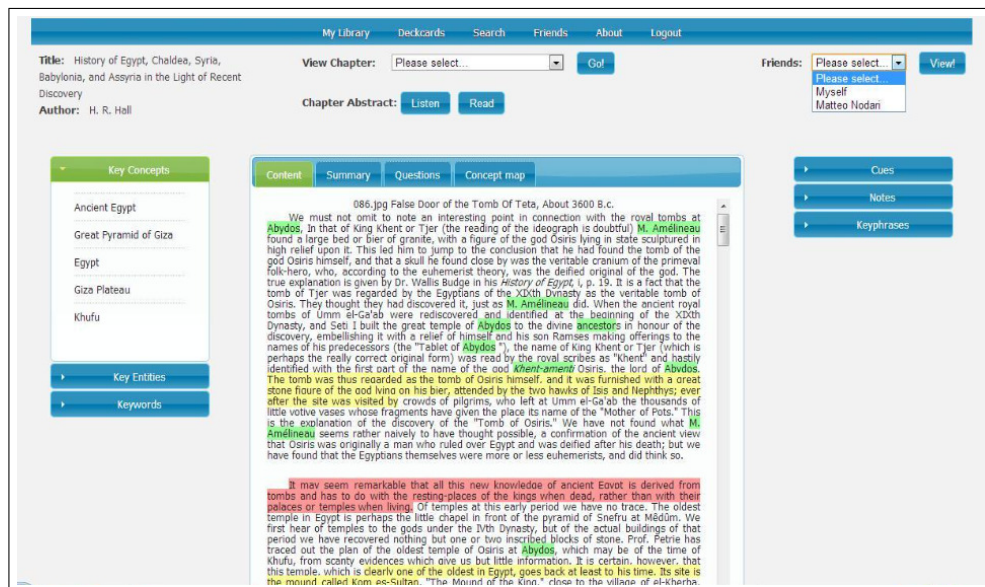 My Library Deckcards Search Friends About Logout
Title: History of Egypt, Chaldea, Syria,
Babylonia, and Assyria in the Light of Recent
Discovery
Author: H. R. Hall
View Chapter: Please select... Go!
Chapter Abstract: Listen Read
Friends: Please select... View!
Please select...
Myself
Matteo Nodari
Key Concepts
Ancient Egypt
Great Pyramid of Giza
Egypt
Giza Plateau
Khufu
Key Entities
Keywords
Content Summary Questions Concept map
086.jpg False Door of the Tomb Of Teta, About 3600 B.c.
We must not omit to note an interesting point in connection with the royal tombs at
Abydos. In that of King Khent or Tjer (the reading of the ideograph is doubtful) M. Amélineau
found a large bed or bier of granite, with a figure of the god Osiris lying in state sculptured in
high relief upon it. This led him to jump to the conclusion that he had found the tomb of the
god Osiris himself, and that a skull he found close by was the veritable cranium of the primeval
folk-hero, who, according to the euhemerist theory, was the deified original of the god. The
true explanation is given by Dr. Wallis Budge in his History of Egypt, i, p. 19. It is a fact that the
tomb of Tjer was regarded by the Egyptians of the XIXth Dynasty as the veritable tomb of
Osiris. They thought they had discovered it, just as M. Amélineau did. When the ancient royal
tombs of Umm el-Ga'ab were rediscovered and identified at the beginning of the XIXth
Dynasty, and Seti I built the great temple of Abydos to the divine ancestors in honour of the
discovery, embellishing it with a relief of himself and his son Ramses making offerings to the
names of his predecessors (the "Tablet of Abydos "), the name of King Khent or Tjer (which is
perhaps the really correct original form) was read by the royal scribes as "Khent" and hastily
identified with the first part of the name of the god Khent-amenti Osiris, the lord of Abydos.
The tomb was thus regarded as the tomb of Osiris himself, and it was furnished with a great
stone figure of the god lying on his bier, attended by the two hawks of Isis and Nephthys; ever
after the site was visited by crowds of pilgrims, who left at Umm el-Ga'ab the thousands of
little votive vases whose fragments have given the place its name of the "Mother of Pots." This
is the explanation of the discovery of the "Tomb of Osiris." We have not found what M.
Amélineau seems rather naively to have thought possible, a confirmation of the ancient view
that Osiris was originally a man who ruled over Egypt and was deified after his death; but we
have found that the Egyptians themselves were more or less euhemerists, and did think so.
It may seem remarkable that all this new knowledge of ancient Egypt is derived from
tombs and has to do with the resting-places of the kings when dead, rather than with their
palaces or temples when living. Of temples at this early period we have no trace. The oldest
temple in Egypt is perhaps the little chapel in front of the pyramid of Snefru at Mêdûm. We
first hear of temples to the gods under the IVth Dynasty, but of the actual buildings of that
period we have recovered nothing but one or two inscribed blocks of stone. Prof. Petrie has
traced out the plan of the oldest temple of Osiris at Abydos, which may be of the time of
Khufu, from scanty evidences which give us but little information. It is certain, however, that
this temple, which is clearly one of the oldest in Egypt, goes back at least to his time. Its site is
the mound called Kom es-Sultan, "The Mound of the King," close to the village of el-Kherba,
Cues
Notes
Keyphrases